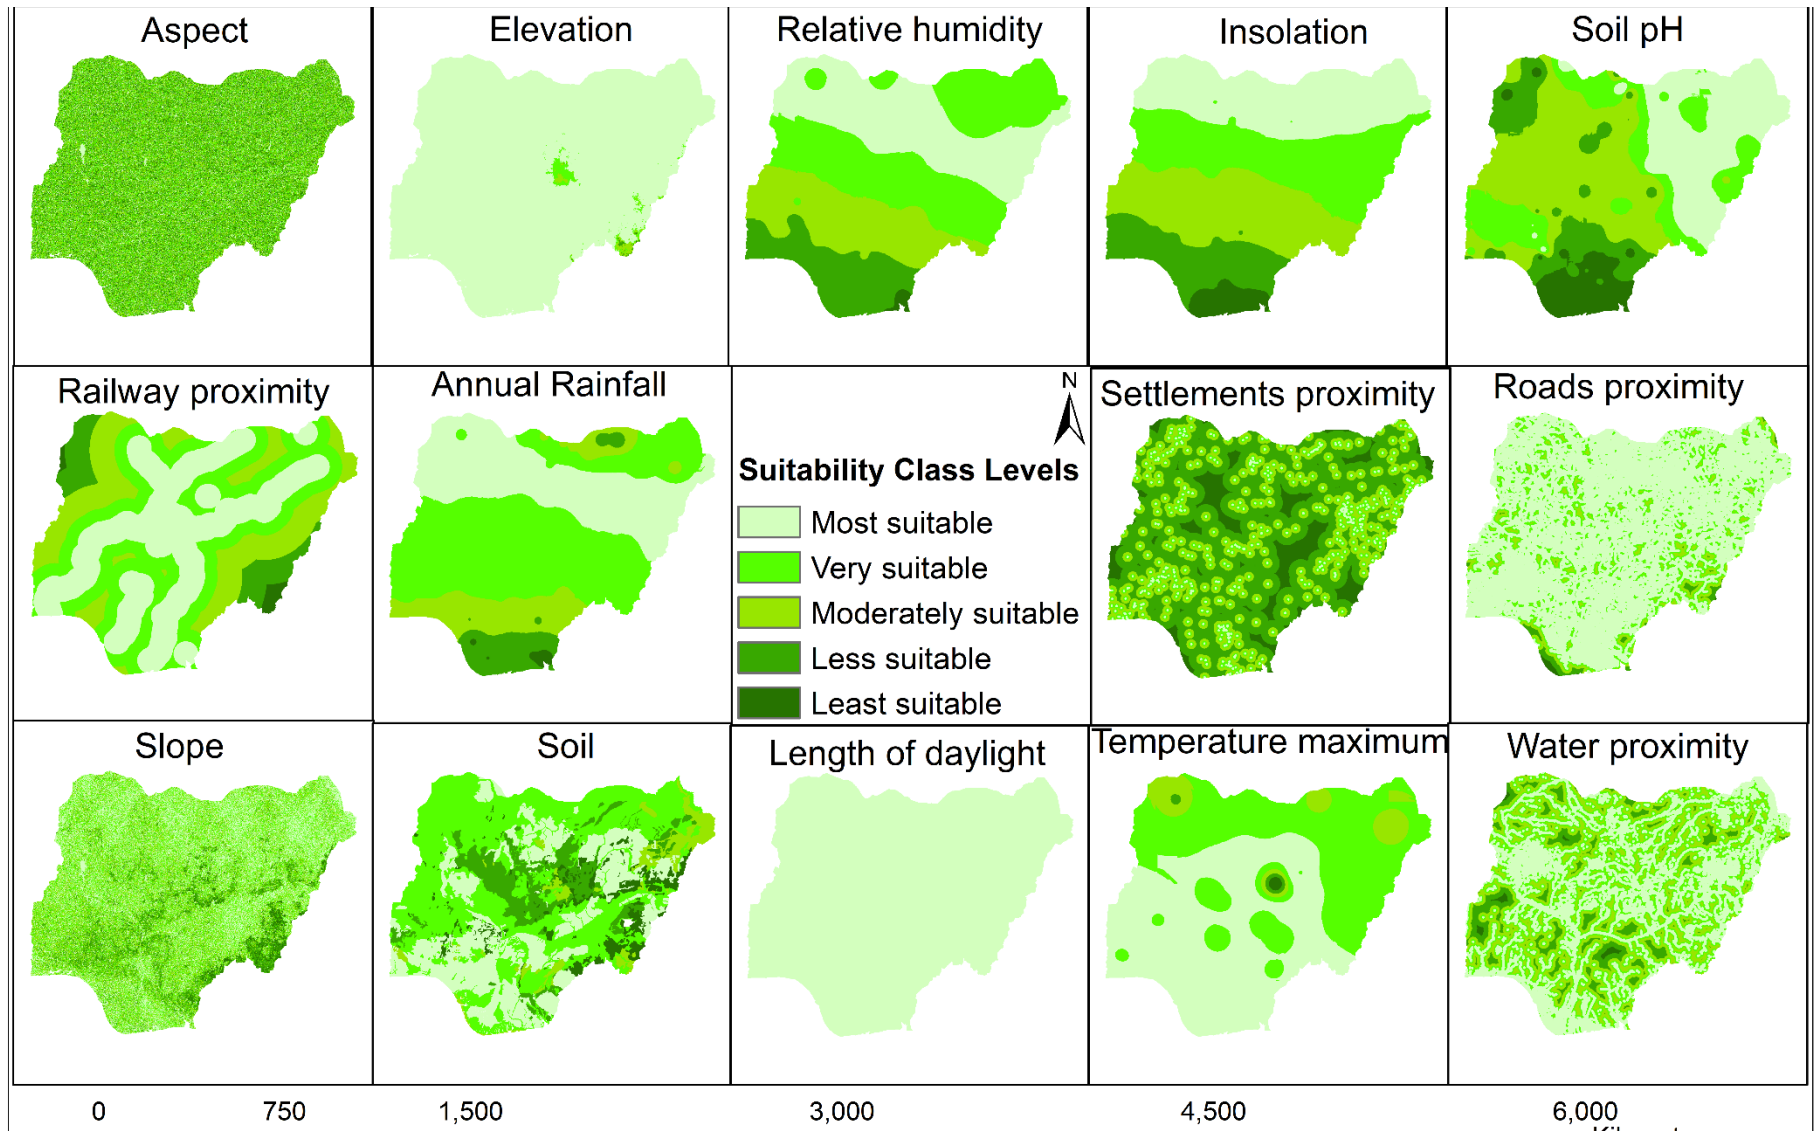 Aspect
Elevation
Relative humidity
Insolation
Soil pH
Railway proximity
Annual Rainfall
N
Suitability Class Levels
Most suitable
Very suitable
Moderately suitable
Less suitable
Least suitable
Settlements proximity
Roads proximity
Slope
Soil
Length of daylight
Temperature maximum
Water proximity
0 750 1,500 3,000 4,500 6,000